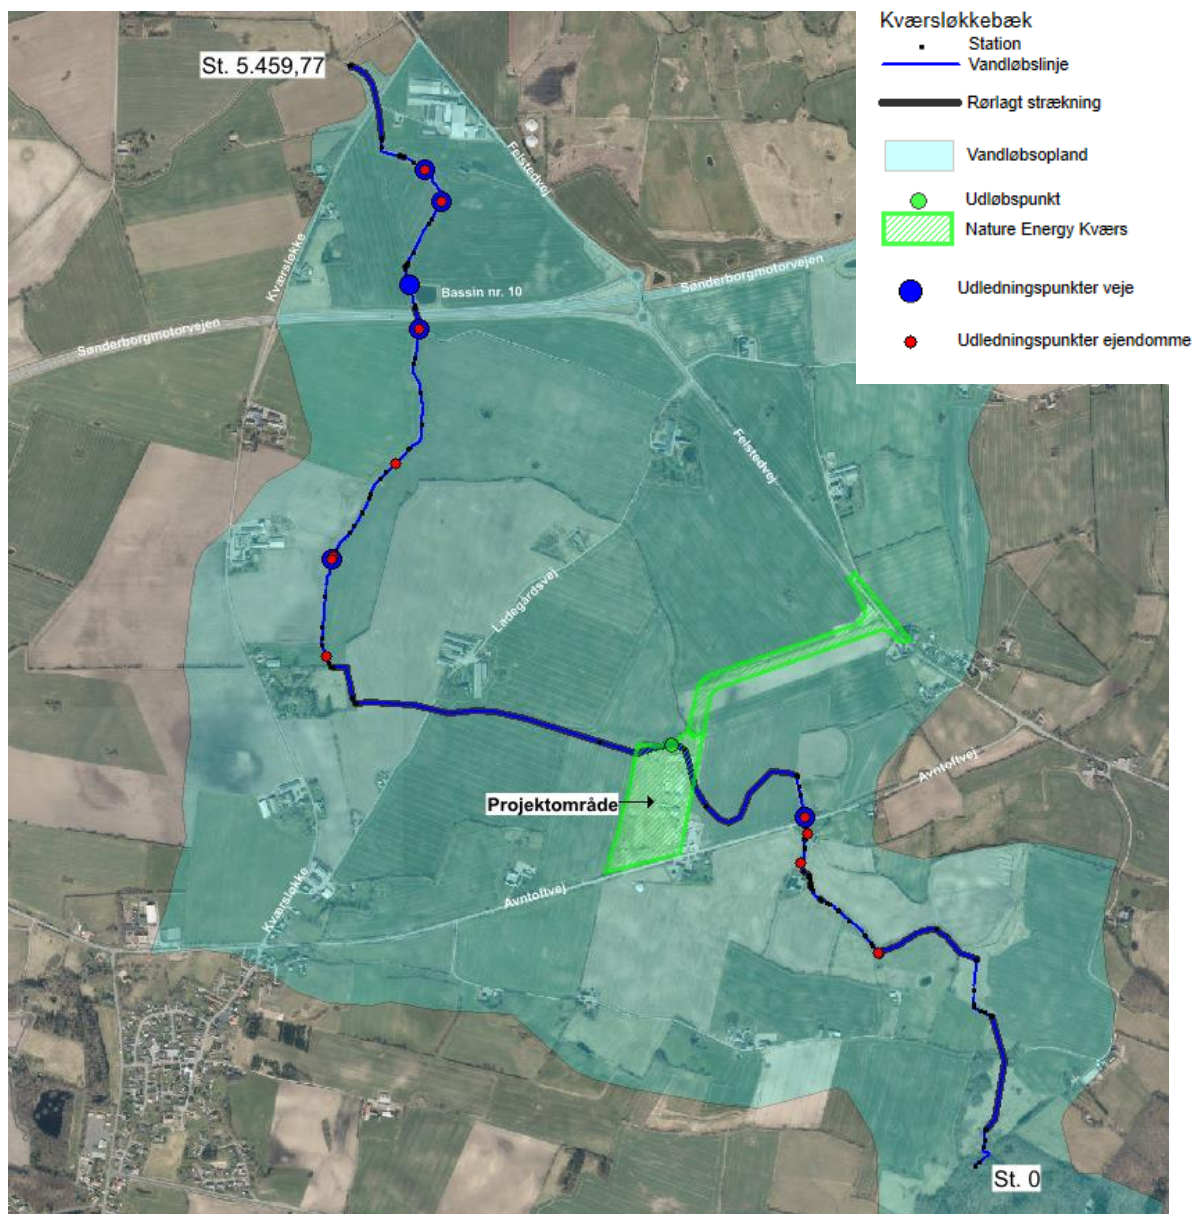 Kværsløkkebæk
Station
Vandløbslinje
Rørlagt strækning
Vandløbsopland
Udløbspunkt
Nature Energy Kværs
Udledningspunkter veje
Udledningspunkter ejendomme
St. 5.459,77
Felstedvej
Kværsløkke
Bassin nr. 10
Sønderborgmotorvejen
Sønderborgmotorvejen
Felstedvej
Ladegårdsvej
Avntoftvej
Projektområde
Avntoftvej
Kværsløkke
St. 0